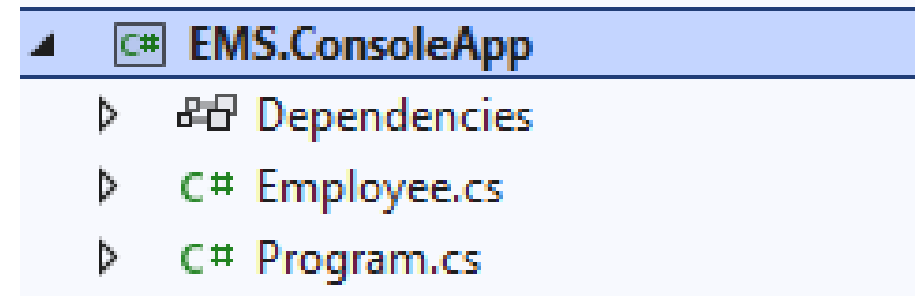 C# EMS.ConsoleApp
Dependencies
C# Employee.cs
C# Program.cs